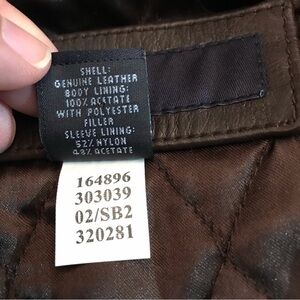 SHELL:
GENUINE LEATHER
BODY LINING:
100% ACETATE
WITH POLYESTER
FILLER
SLEEVE LINING:
52% NYLON
48% ACETATE
164896
303039
02/SB2
320281